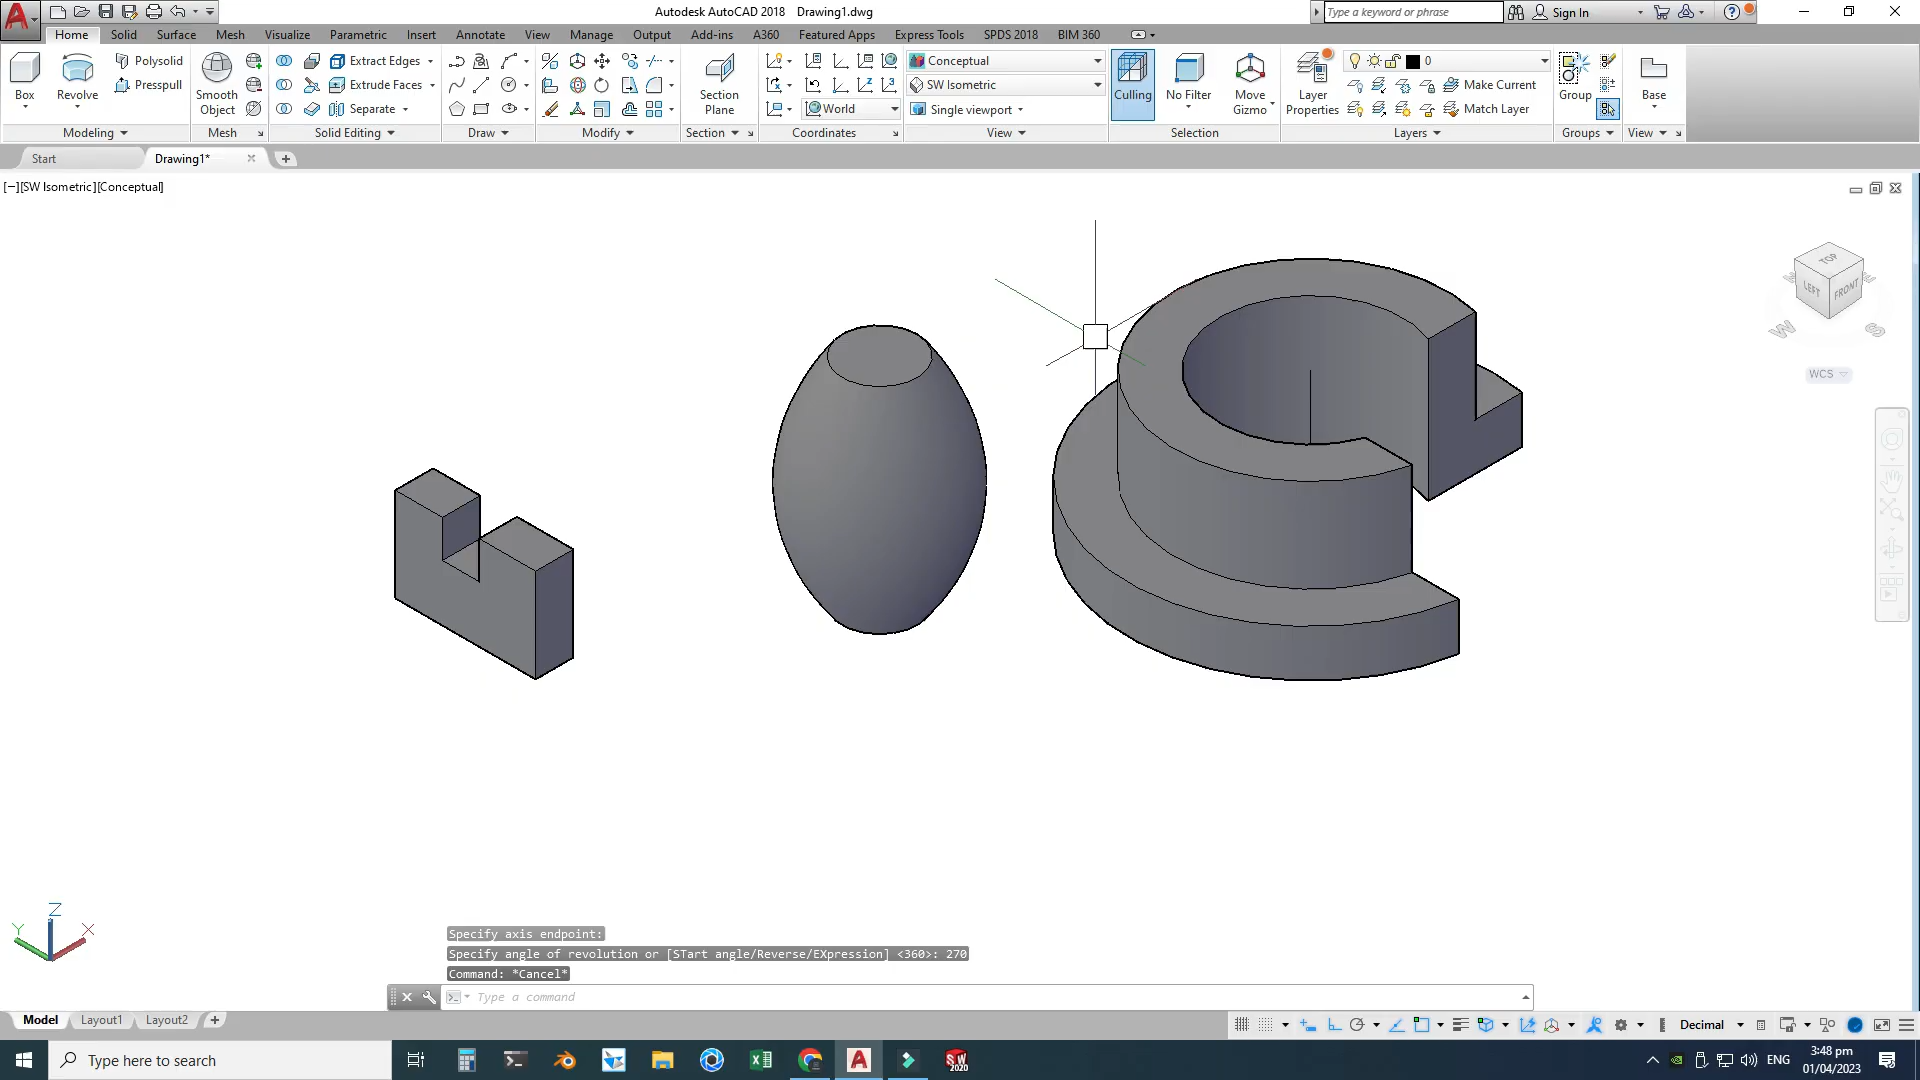 Autodesk AutoCAD 2018 Drawing1.dwg
Type a keyword or phrase
Sign In
Home Solid Surface Mesh Visualize Parametric Insert Annotate View Manage Output Add-ins A360 Featured Apps Express Tools SPDS 2018 BIM 360
Box
Revolve
Polysolid
Presspull
Smooth Object
Extract Edges
Extrude Faces
Separate
Section Plane
World
Conceptual
SW Isometric
Single viewport
Culling
No Filter
Move Gizmo
Layer Properties
0
Make Current
Match Layer
Group
Base
Modeling Mesh Solid Editing Draw Modify Section Coordinates View Selection Layers Groups View
Start Drawing1*
[−][SW Isometric][Conceptual]
TOP
LEFT FRONT
W S
WCS
Z
Y X
Specify axis endpoint:
Specify angle of revolution or [STart angle/Reverse/EXpression] <360>: 270
Command: *Cancel*
Type a command
Model Layout1 Layout2
Decimal
Type here to search
SW 2020
ENG
3:48 pm
01/04/2023